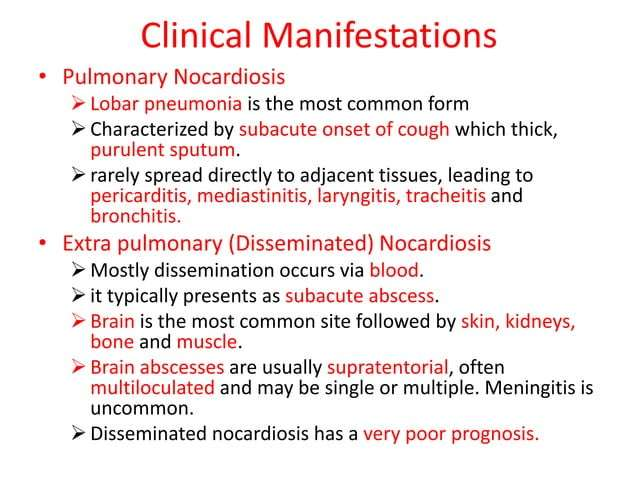 Clinical Manifestations
• Pulmonary Nocardiosis
➢ Lobar pneumonia is the most common form
➢ Characterized by subacute onset of cough which thick,
purulent sputum.
➢ rarely spread directly to adjacent tissues, leading to
pericarditis, mediastinitis, laryngitis, tracheitis and
bronchitis.
• Extra pulmonary (Disseminated) Nocardiosis
➢ Mostly dissemination occurs via blood.
➢ it typically presents as subacute abscess.
➢ Brain is the most common site followed by skin, kidneys,
bone and muscle.
➢ Brain abscesses are usually supratentorial, often
multiloculated and may be single or multiple. Meningitis is
uncommon.
➢ Disseminated nocardiosis has a very poor prognosis.